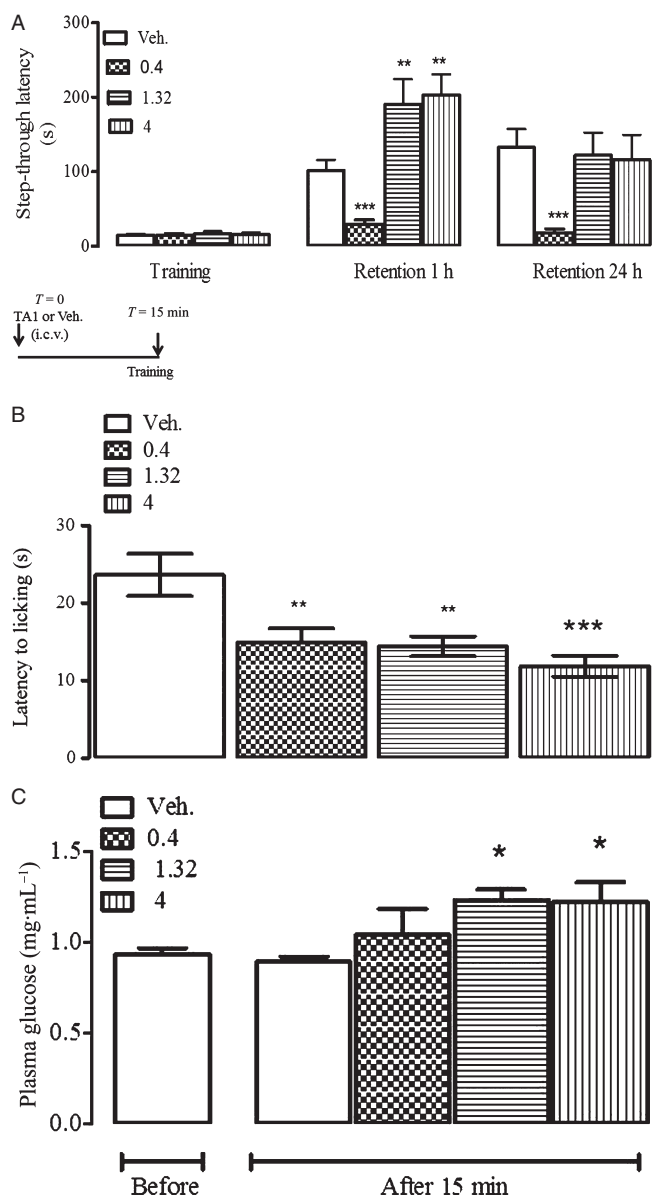 A
Step-through latency
(s)
300
200
100
0
Veh.
0.4
1.32
4
***
**
**
***
Training
Retention 1 h
Retention 24 h
T = 0
TA1 or Veh.
(i.c.v.)
T = 15 min
Training
B
Veh.
0.4
1.32
4
Latency to licking (s)
30
20
10
0
**
**
***
C
Veh.
0.4
1.32
4
Plasma glucose (mg·mL⁻¹)
1.5
1.0
0.5
0.0
*
*
Before
After 15 min